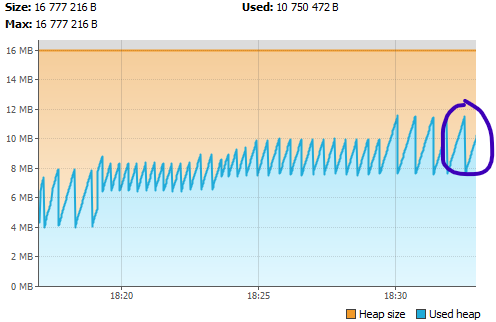 Size: 16 777 216 B Used: 10 750 472 B
Max: 16 777 216 B
16 MB
14 MB
12 MB
10 MB
8 MB
6 MB
4 MB
2 MB
0 MB
18:20 18:25 18:30
Heap size Used heap